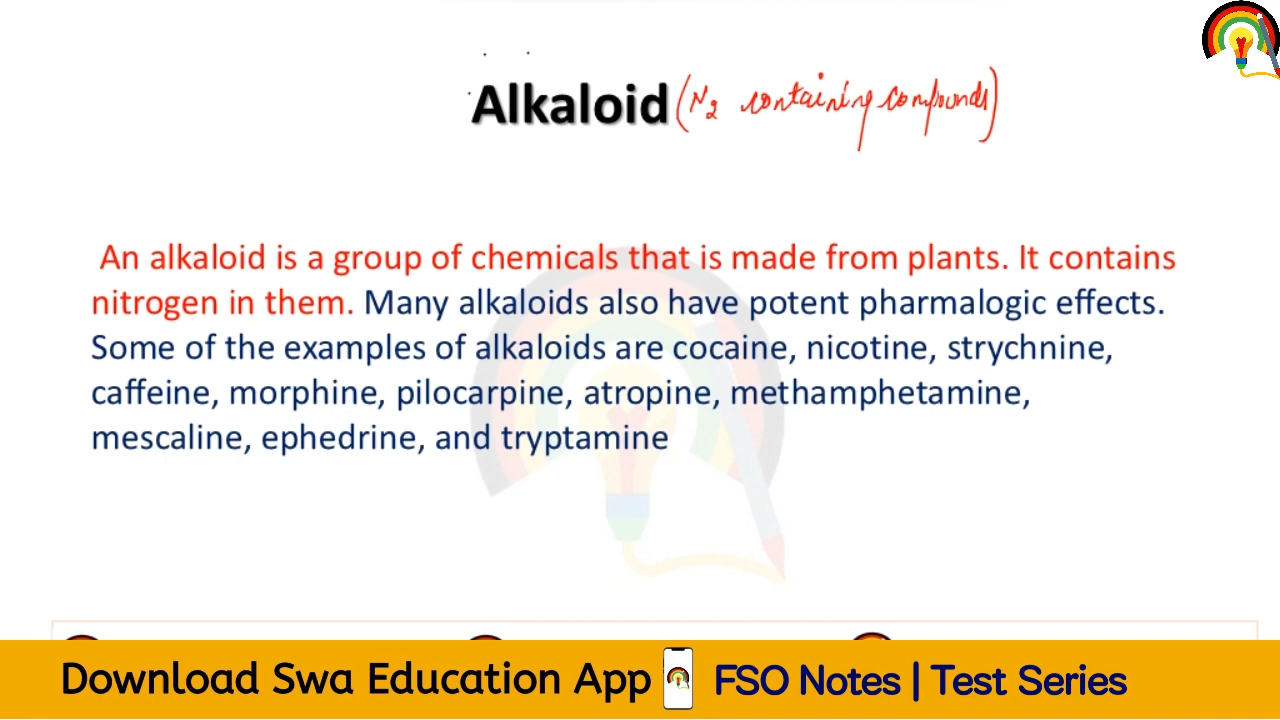 Alkaloid (N2 containing compounds)
An alkaloid is a group of chemicals that is made from plants. It contains
nitrogen in them. Many alkaloids also have potent pharmalogic effects.
Some of the examples of alkaloids are cocaine, nicotine, strychnine,
caffeine, morphine, pilocarpine, atropine, methamphetamine,
mescaline, ephedrine, and tryptamine
Download Swa Education App FSO Notes | Test Series